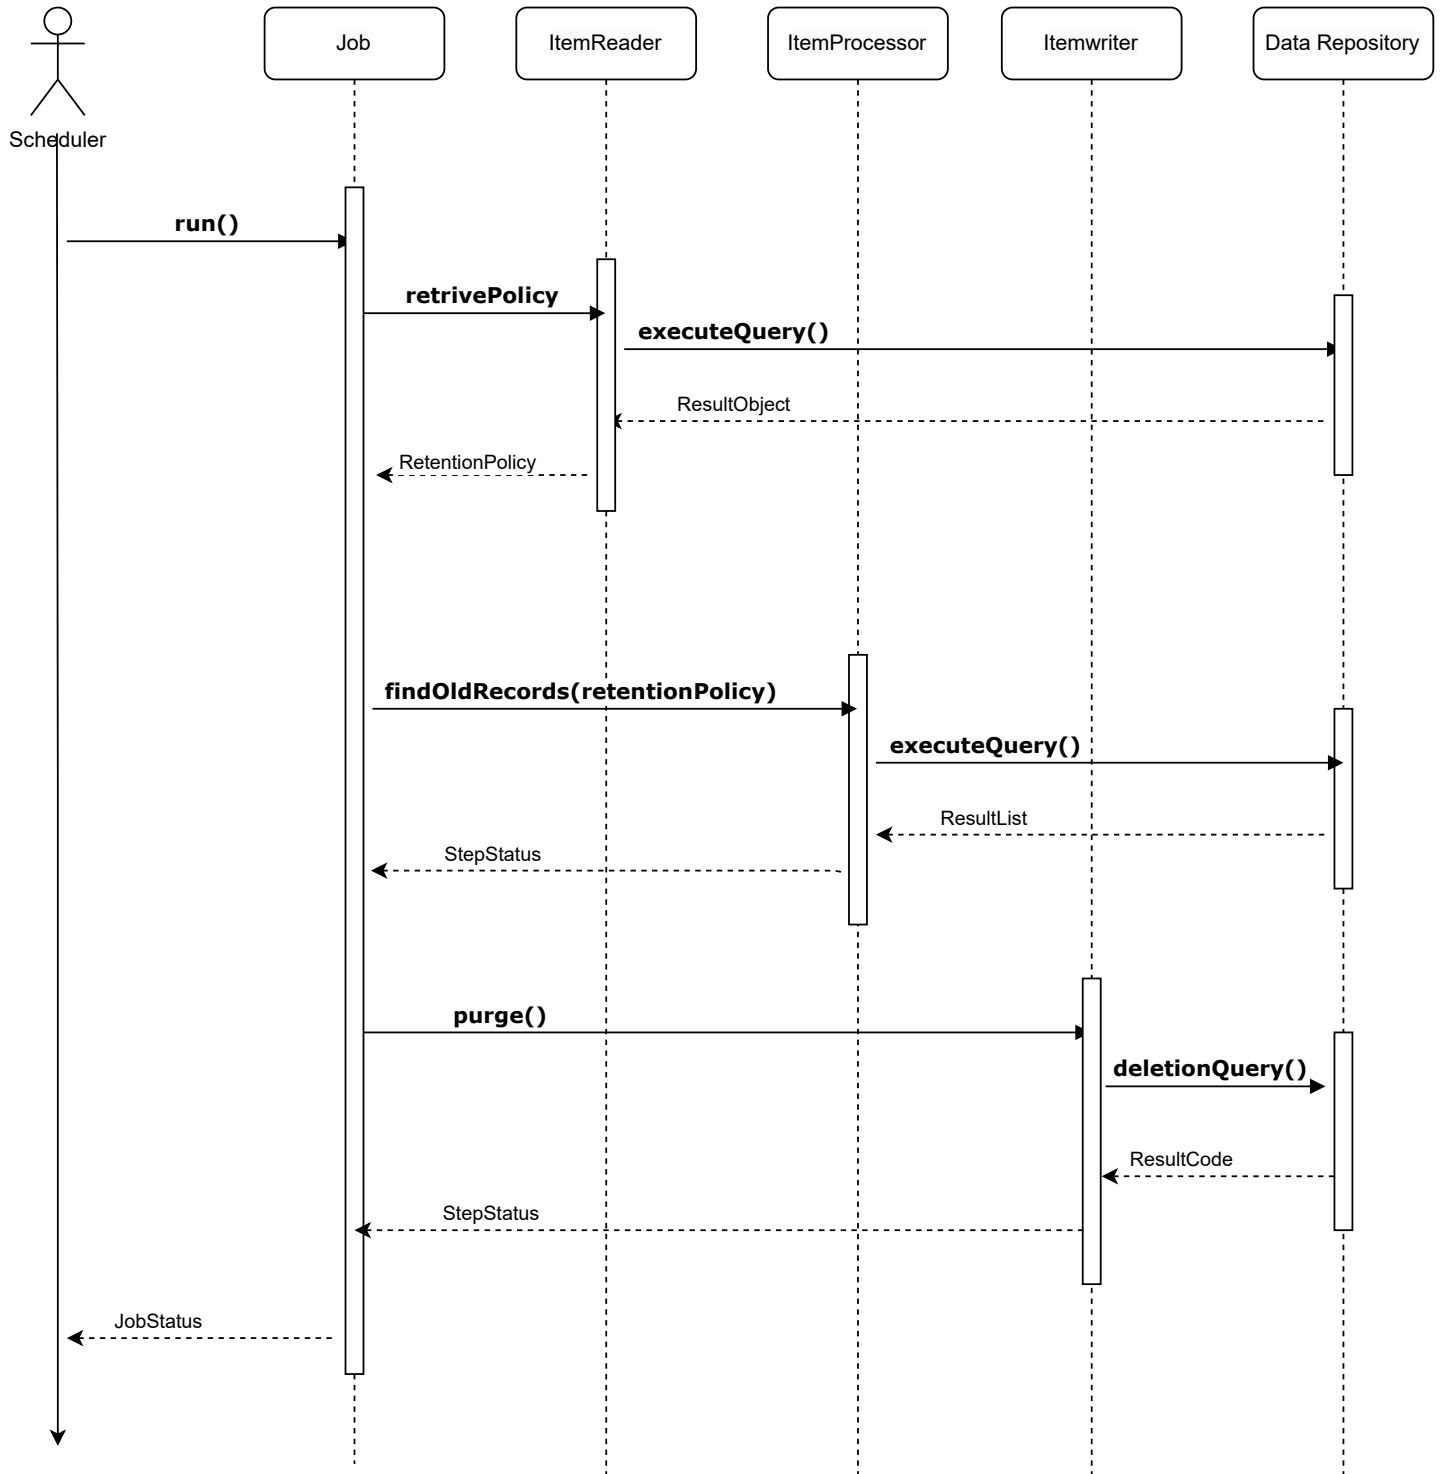 Job
ItemReader
ItemProcessor
Itemwriter
Data Repository
Scheduler
run()
retrivePolicy
executeQuery()
ResultObject
RetentionPolicy
findOldRecords(retentionPolicy)
executeQuery()
ResultList
StepStatus
purge()
deletionQuery()
ResultCode
StepStatus
JobStatus